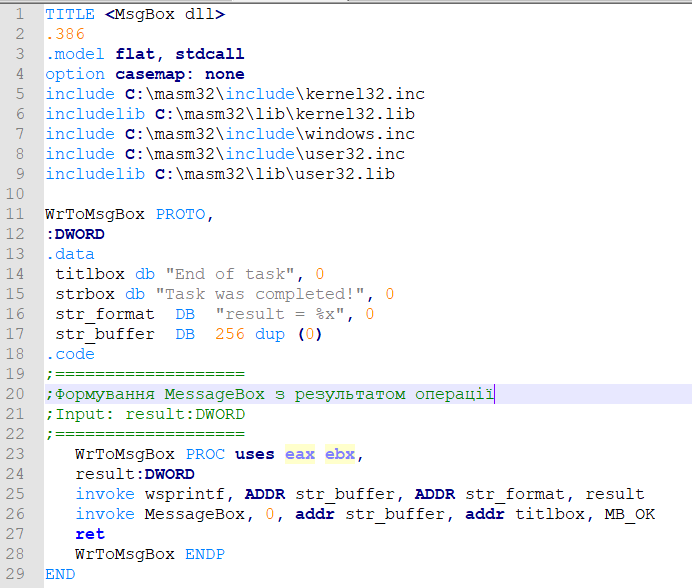 1 TITLE <MsgBox dll>
2 .386
3 .model flat, stdcall
4 option casemap: none
5 include C:\masm32\include\kernel32.inc
6 includelib C:\masm32\lib\kernel32.lib
7 include C:\masm32\include\windows.inc
8 include C:\masm32\include\user32.inc
9 includelib C:\masm32\lib\user32.lib
10
11 WrToMsgBox PROTO,
12 :DWORD
13 .data
14 titlbox db "End of task", 0
15 strbox db "Task was completed!", 0
16 str_format DB "result = %x", 0
17 str_buffer DB 256 dup (0)
18 .code
19 ;===================
20 ;Формування MessageBox з результатом операції
21 ;Input: result:DWORD
22 ;===================
23 WrToMsgBox PROC uses eax ebx,
24 result:DWORD
25 invoke wsprintf, ADDR str_buffer, ADDR str_format, result
26 invoke MessageBox, 0, addr str_buffer, addr titlbox, MB_OK
27 ret
28 WrToMsgBox ENDP
29 END